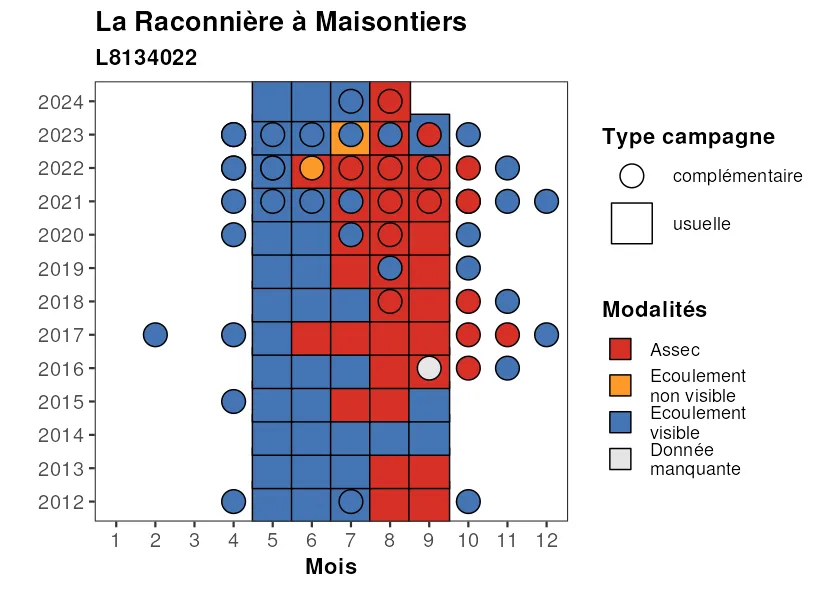 La Raconnière à Maisontiers
L8134022
2024
2023
2022
2021
2020
2019
2018
2017
2016
2015
2014
2013
2012
1 2 3 4 5 6 7 8 9 10 11 12
Mois
Type campagne
complémentaire
usuelle
Modalités
Assec
Ecoulement
non visible
Ecoulement
visible
Donnée
manquante